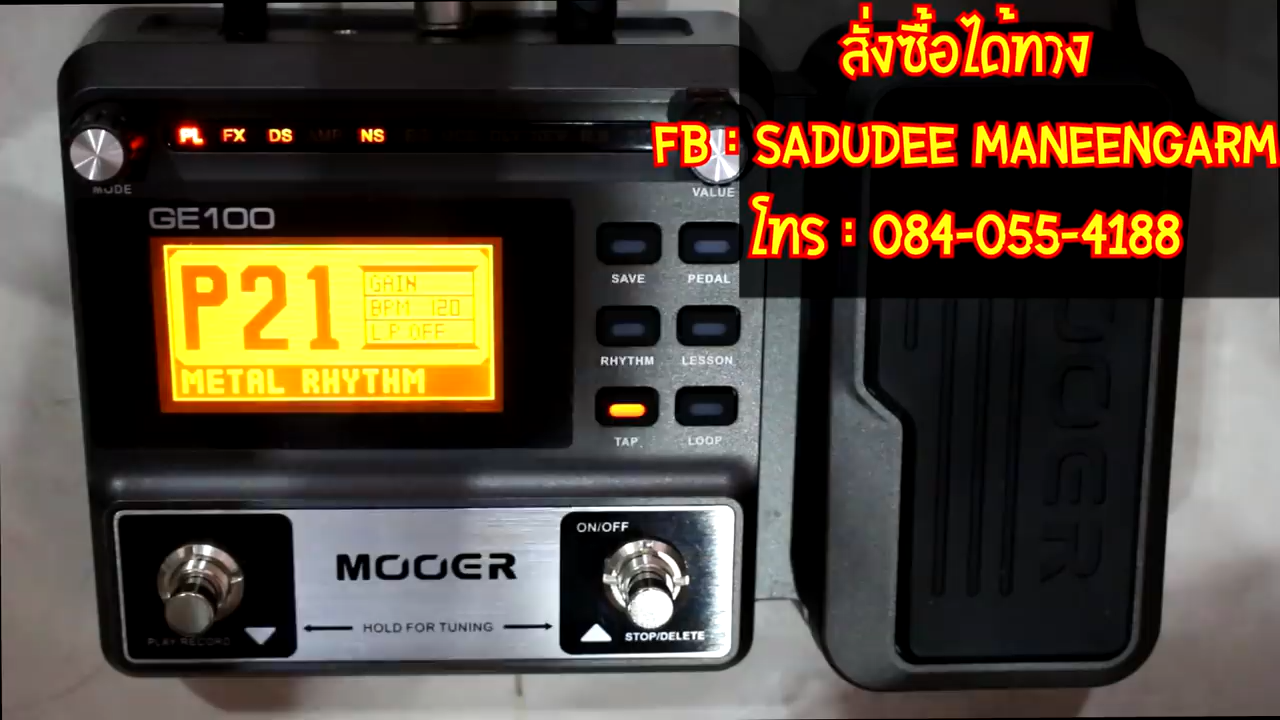 สั่งซื้อได้ทาง
FB : SADUDEE MANEENGARM
โทร : 084-055-4188
PL FX DS AMP NS
MODE
VALUE
GE100
P21
GAIN
BPM 120
L.P.OFF
METAL RHYTHM
SAVE PEDAL
RHYTHM LESSON
TAP LOOP
MOOER
ON/OFF
MOOER
PLAY/RECORD
HOLD FOR TUNING
STOP/DELETE